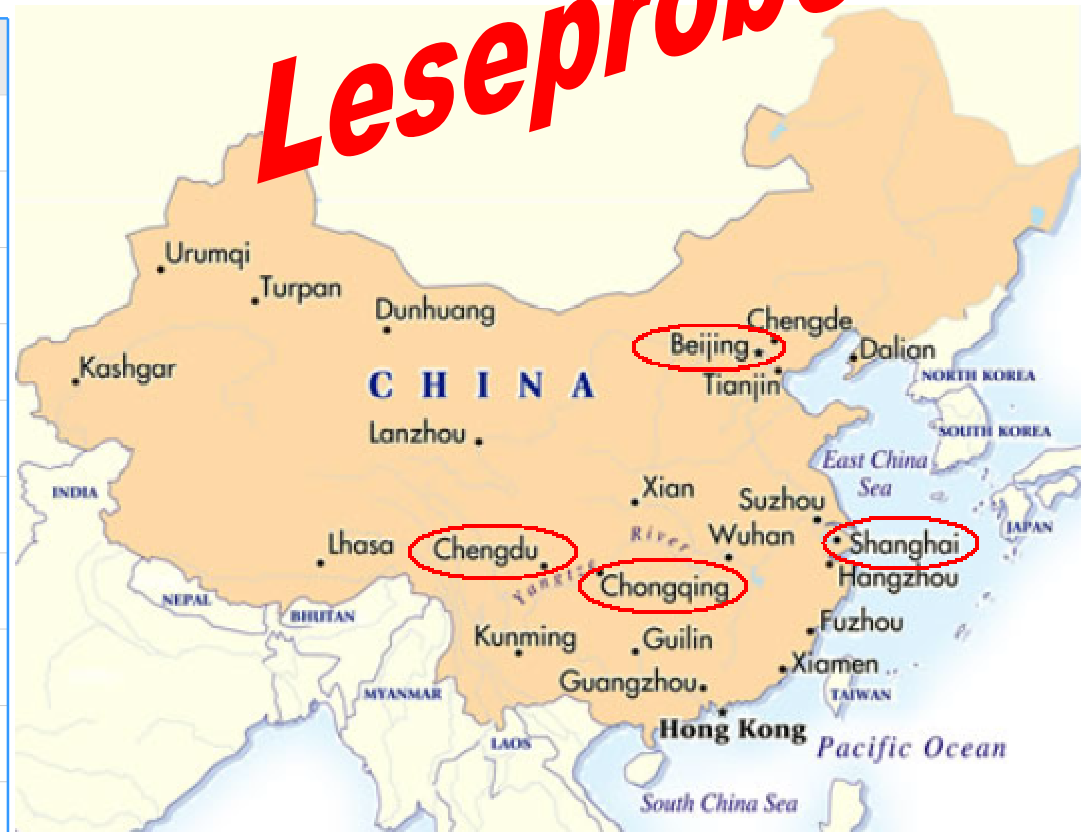 Leseprobe
Urumqi
Turpan
Dunhuang
Chengde
Beijing
Dalian
Kashgar
Tianjin
NORTH KOREA
CHINA
Lanzhou
SOUTH KOREA
East China
Sea
INDIA
Xian
Suzhou
JAPAN
River
Wuhan
Lhasa
Chengdu
Shanghai
Yangtze
Chongqing
Hangzhou
NEPAL
BHUTAN
Fuzhou
Kunming
Guilin
Xiamen
Guangzhou
MYANMAR
TAIWAN
Hong Kong
LAOS
Pacific Ocean
South China Sea